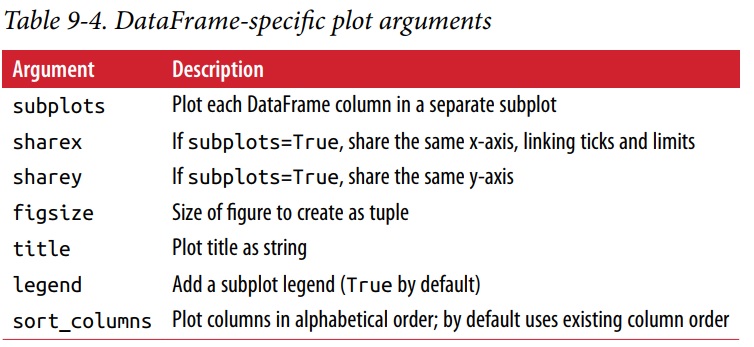 Table 9-4. DataFrame-specific plot arguments
Argument Description
subplots Plot each DataFrame column in a separate subplot
sharex If subplots=True, share the same x-axis, linking ticks and limits
sharey If subplots=True, share the same y-axis
figsize Size of figure to create as tuple
title Plot title as string
legend Add a subplot legend (True by default)
sort_columns Plot columns in alphabetical order; by default uses existing column order